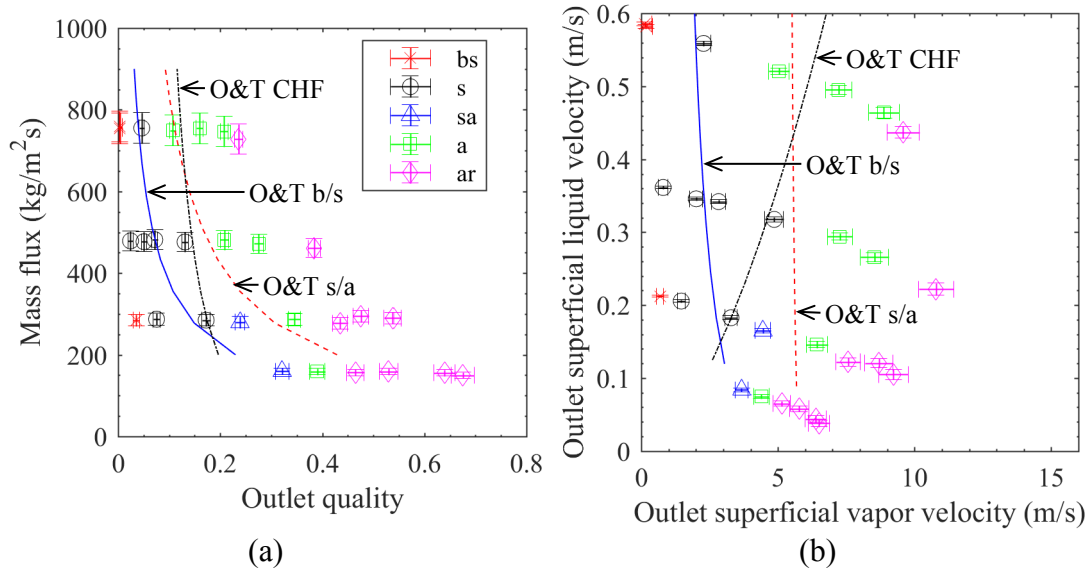 1000
800
600
400
200
0
0
0.2
0.4
0.6
0.8
Mass flux (kg/m²s)
Outlet quality
O&T CHF
O&T b/s
O&T s/a
bs
s
sa
a
ar
(a)
0.6
0.5
0.4
0.3
0.2
0.1
0
0
5
10
15
Outlet superficial liquid velocity (m/s)
Outlet superficial vapor velocity (m/s)
O&T CHF
O&T b/s
O&T s/a
(b)